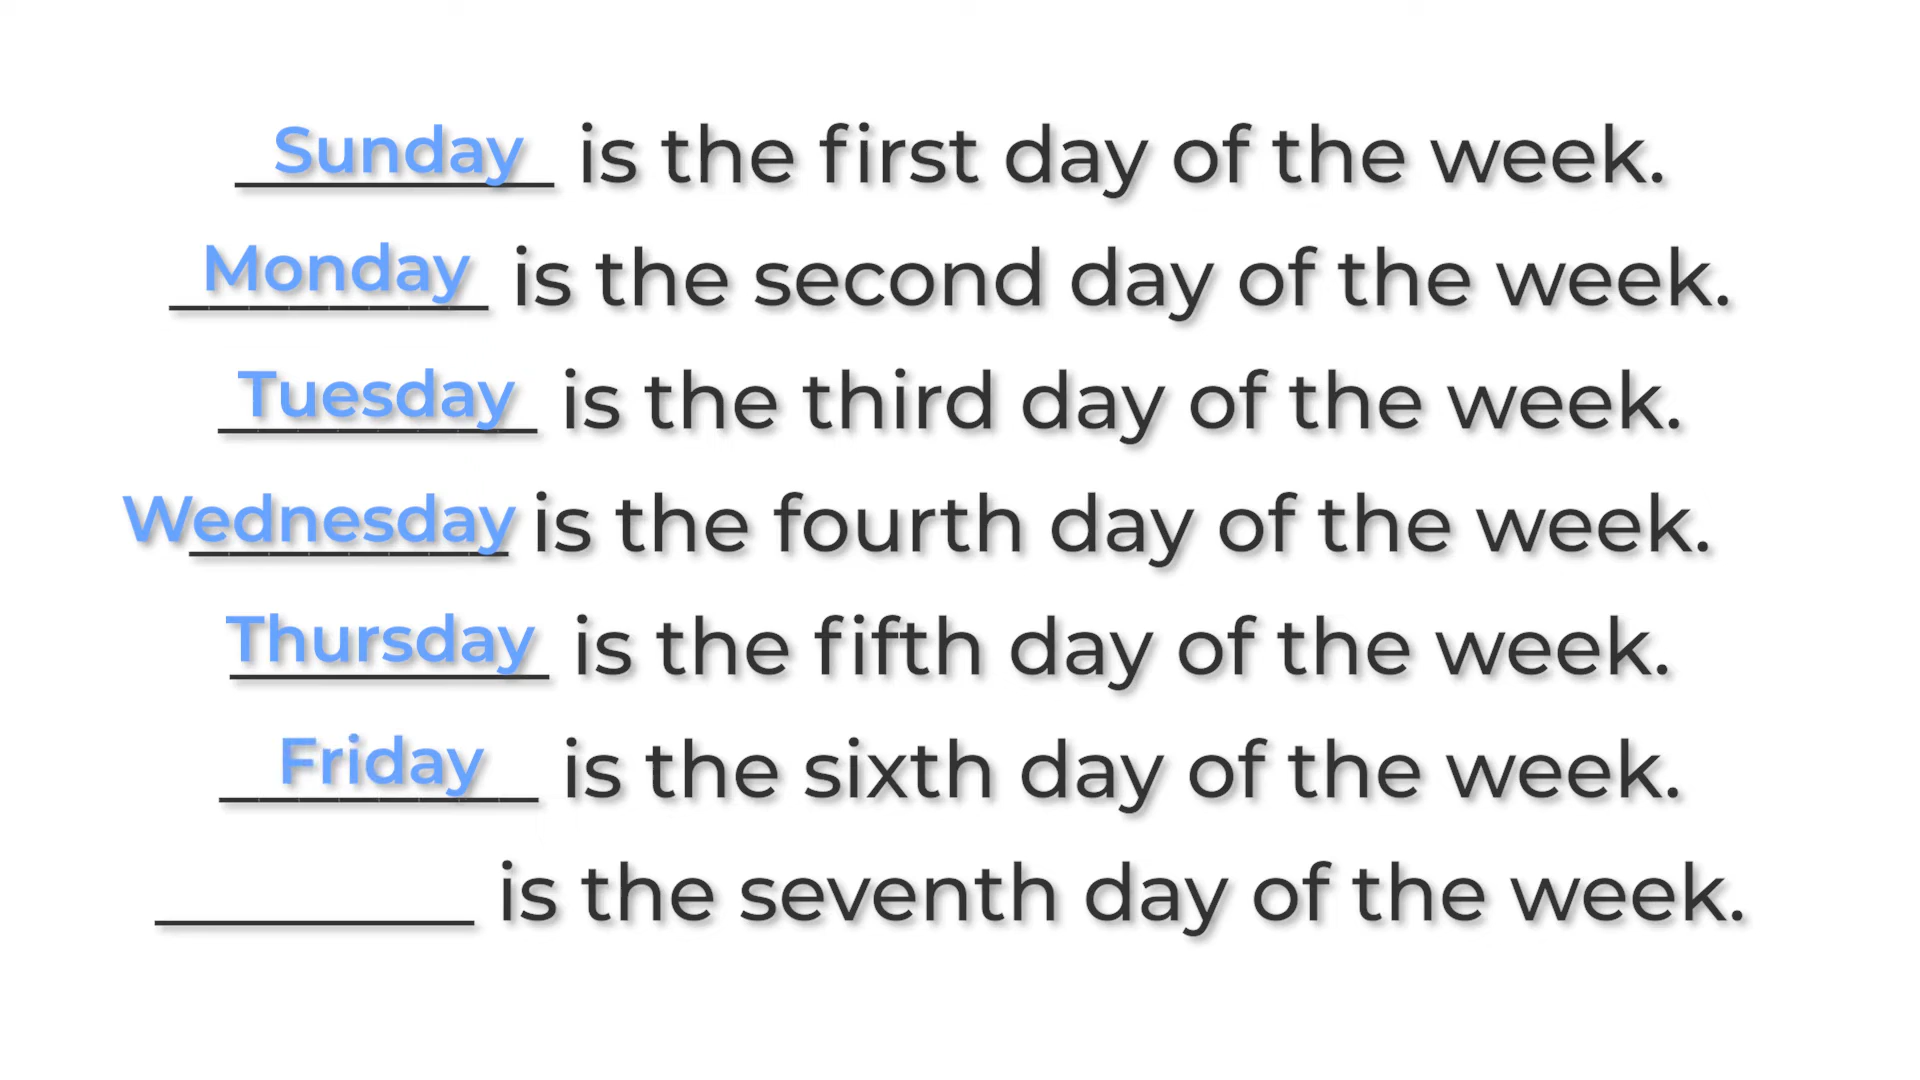 Sunday is the first day of the week.
Monday is the second day of the week.
Tuesday is the third day of the week.
Wednesday is the fourth day of the week.
Thursday is the fifth day of the week.
Friday is the sixth day of the week.
________ is the seventh day of the week.